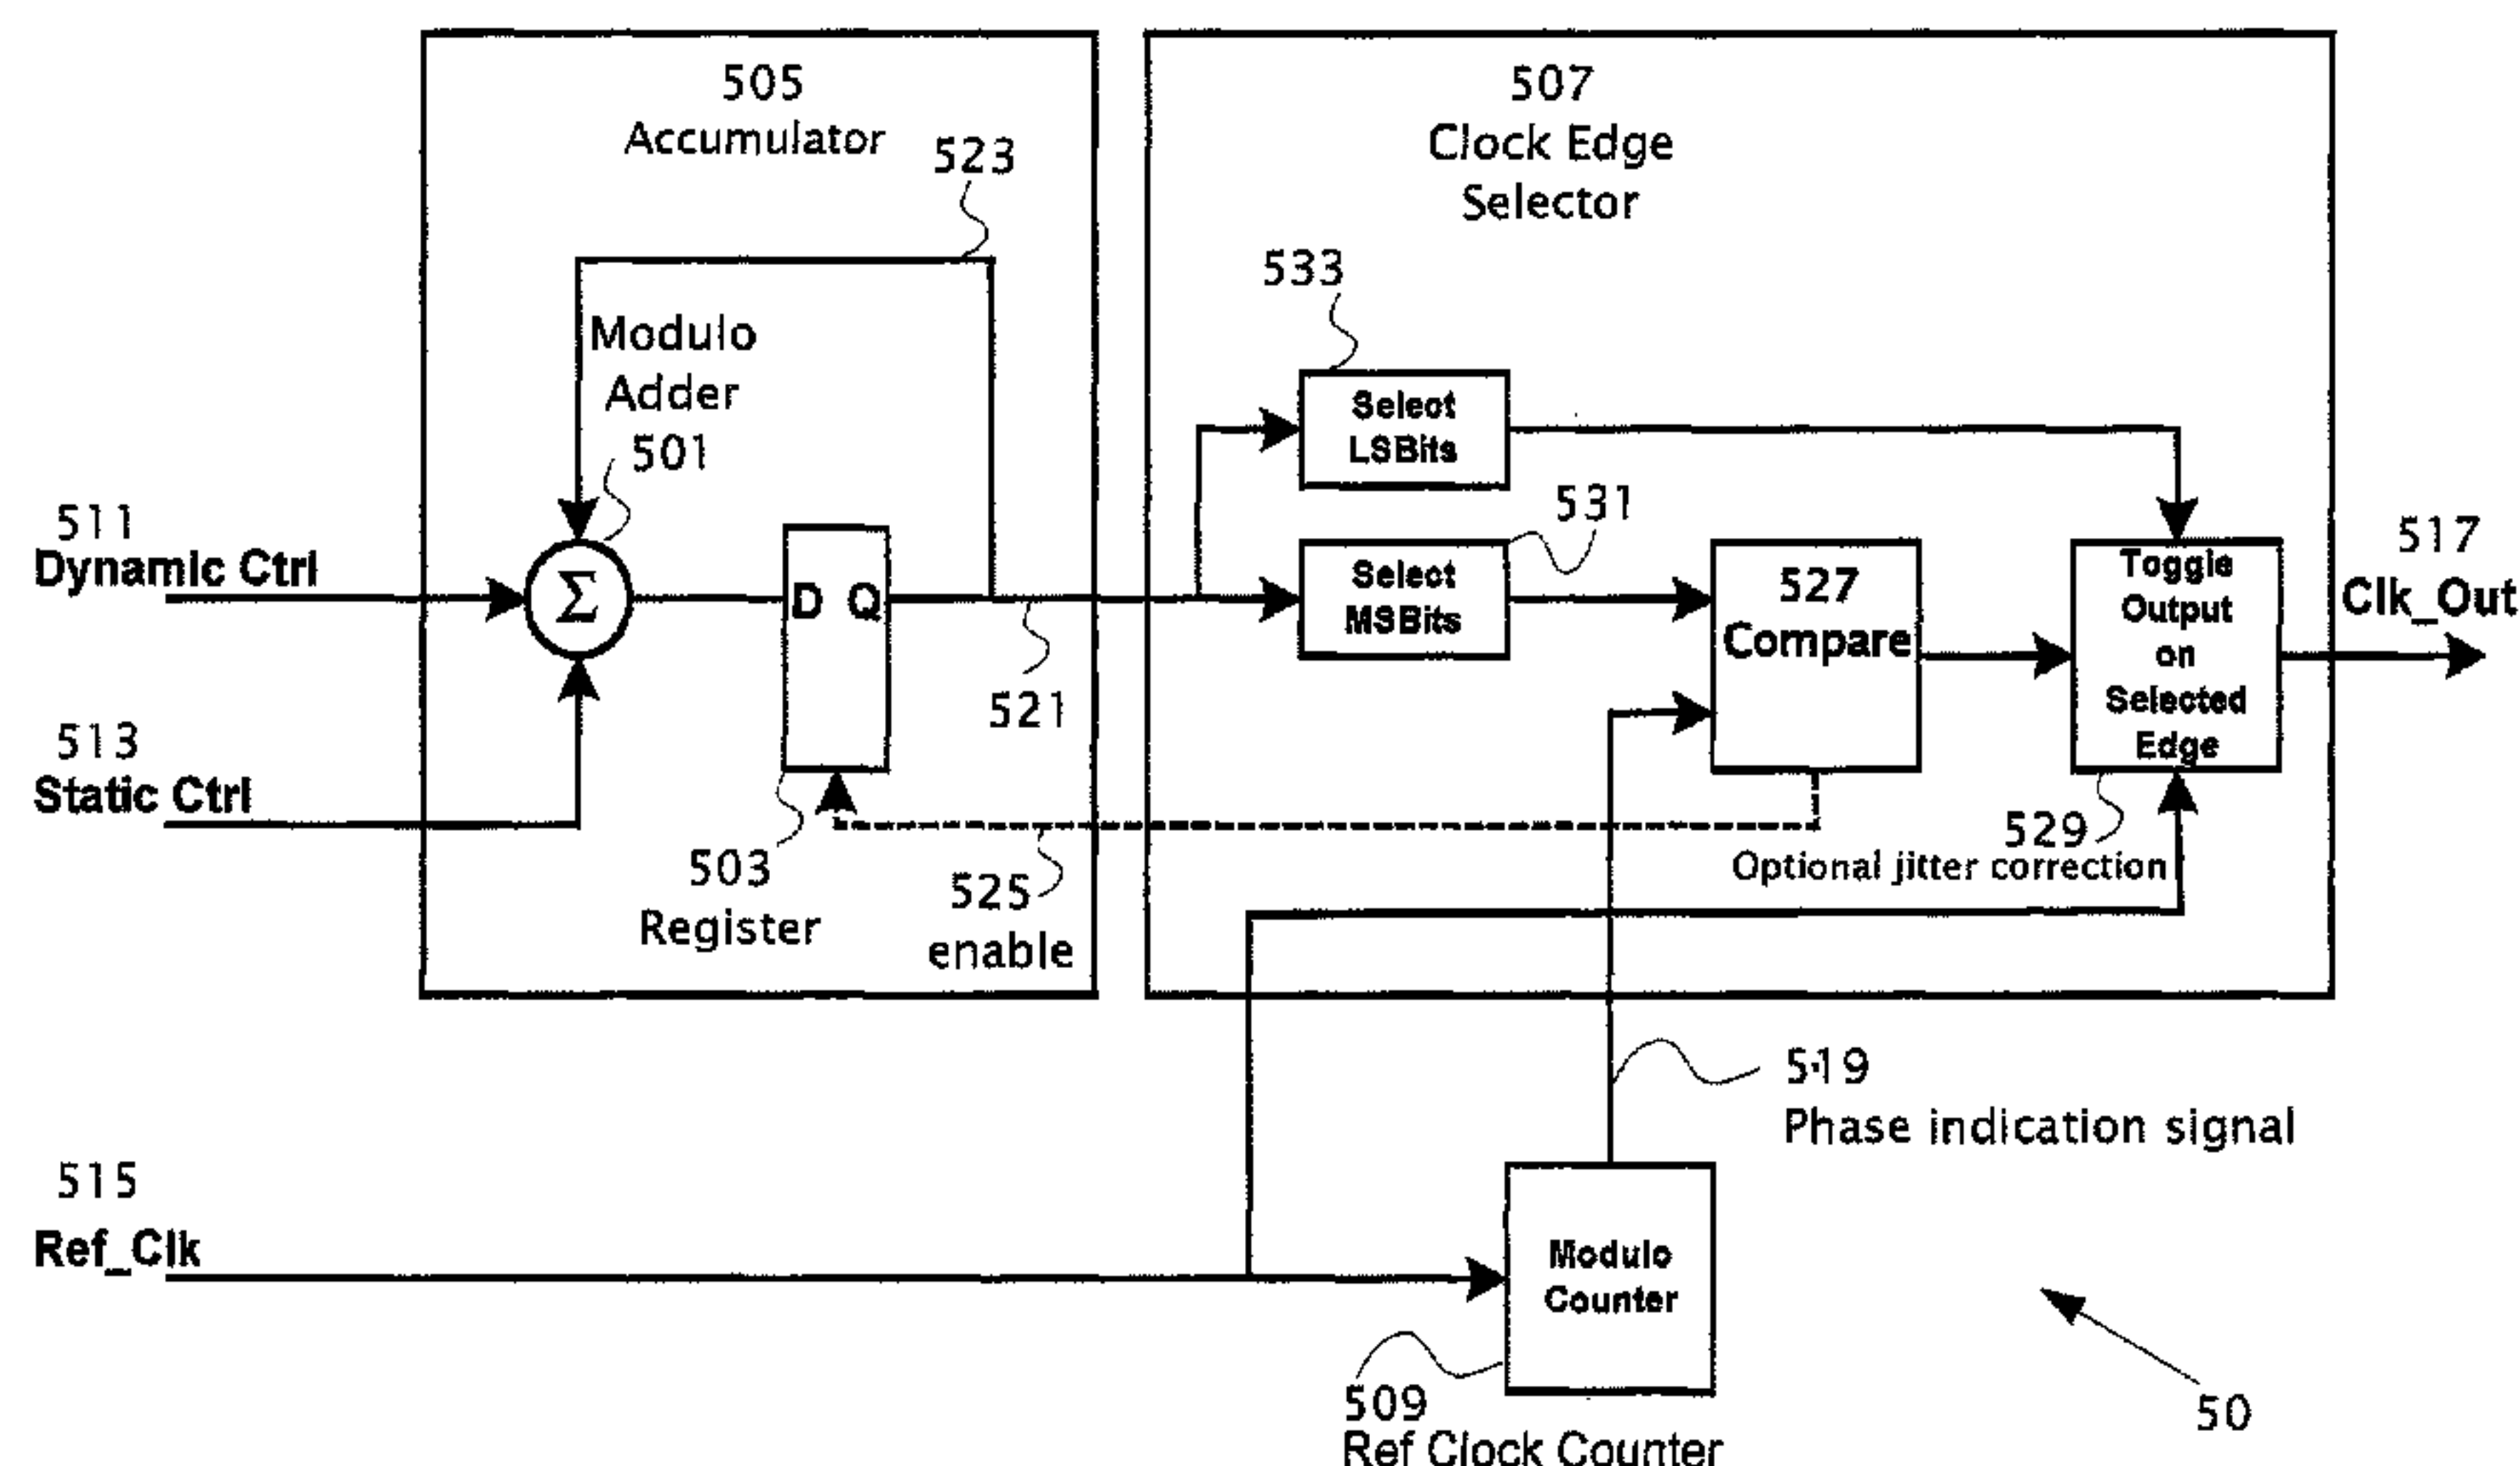 505
Accumulator
523
507
Clock Edge
Selector
533
Modulo
Adder
501
Select
LSBits
531
511
Dynamic Ctrl
Σ
D Q
Select
MSBits
527
Compare
Toggle
Output
on
Selected
Edge
517
Clk_Out
521
513
Static Ctrl
503
Register
525
enable
529
Optional jitter correction
519
Phase indication signal
515
Ref_Clk
Modulo
Counter
509
Ref Clock Counter
50